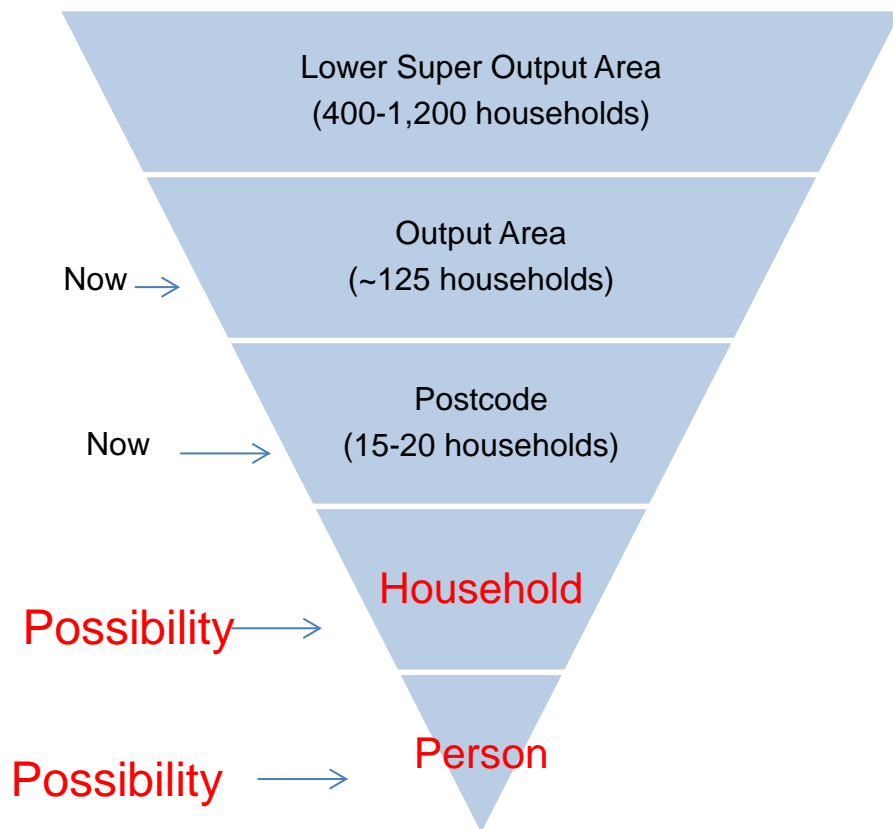 Lower Super Output Area
(400-1,200 households)
Output Area
(~125 households)
Now
Postcode
(15-20 households)
Now
Household
Possibility
Person
Possibility